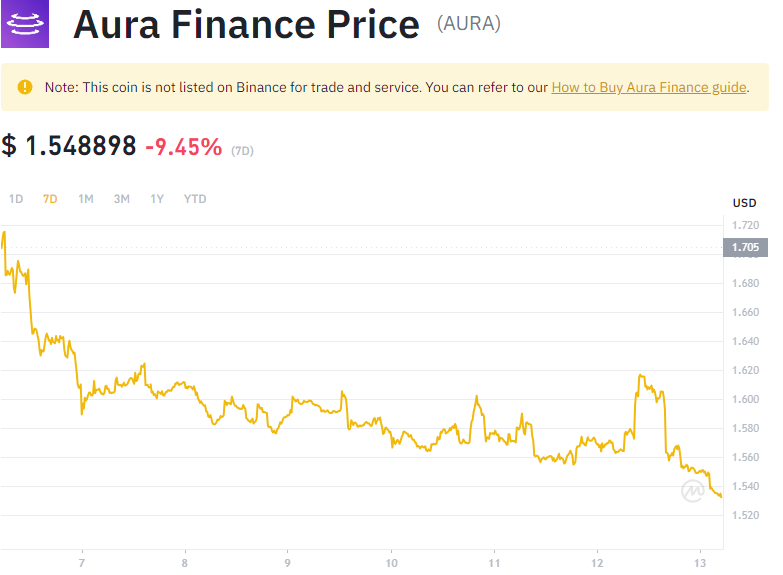 Aura Finance Price (AURA)
Note: This coin is not listed on Binance for trade and service. You can refer to our How to Buy Aura Finance guide.
$ 1.548898 -9.45% (7D)
1D 7D 1M 3M 1Y YTD
USD
1.720
1.705
1.680
1.660
1.640
1.620
1.600
1.580
1.560
1.540
1.520
7 8 9 10 11 12 13